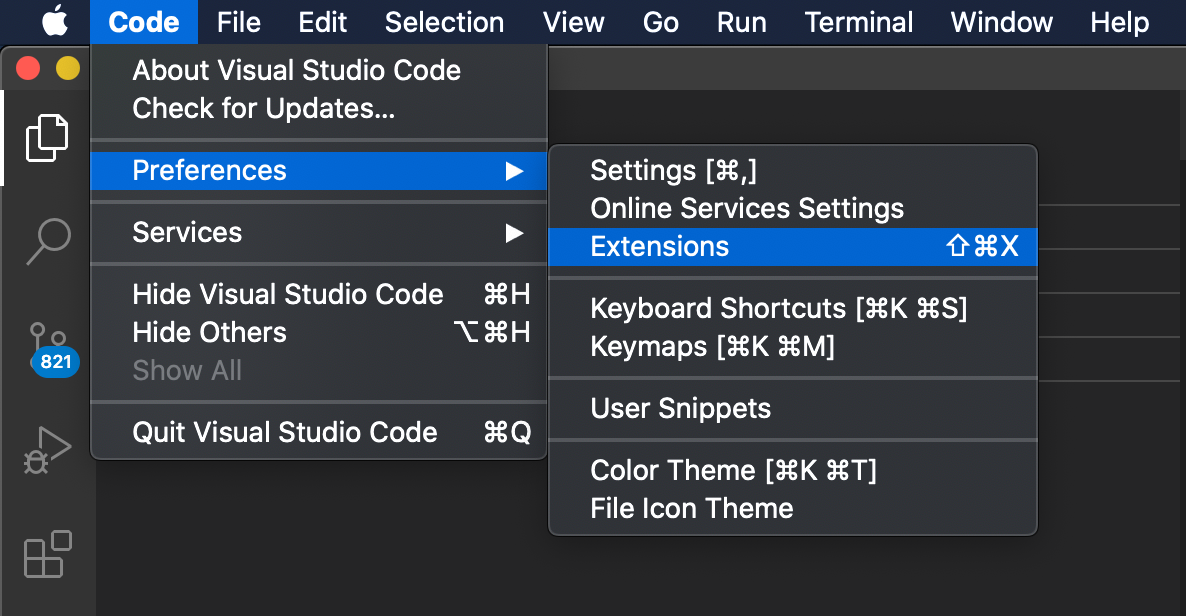 Code File Edit Selection View Go Run Terminal Window Help
About Visual Studio Code
Check for Updates...
Preferences ▶
Services ▶
Hide Visual Studio Code ⌘H
Hide Others ⌥⌘H
Show All
Quit Visual Studio Code ⌘Q
Settings [⌘,]
Online Services Settings
Extensions ⇧⌘X
Keyboard Shortcuts [⌘K ⌘S]
Keymaps [⌘K ⌘M]
User Snippets
Color Theme [⌘K ⌘T]
File Icon Theme
821